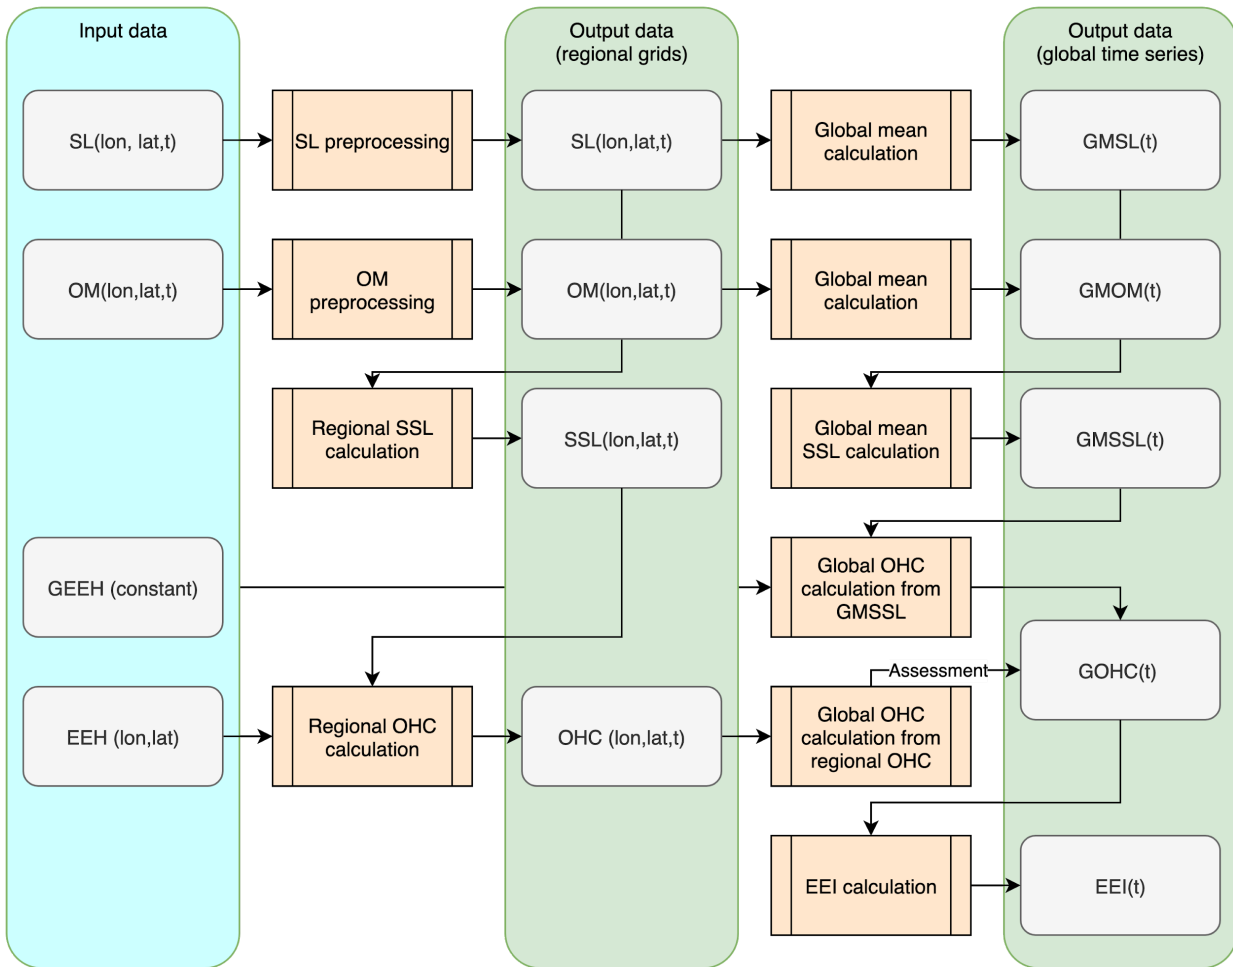 Input data
Output data
(regional grids)
Output data
(global time series)
SL(lon, lat,t)
SL preprocessing
SL(lon,lat,t)
Global mean
calculation
GMSL(t)
OM(lon,lat,t)
OM
preprocessing
OM(lon,lat,t)
Global mean
calculation
GMOM(t)
Regional SSL
calculation
SSL(lon,lat,t)
Global mean
SSL calculation
GMSSL(t)
GEEH (constant)
Global OHC
calculation from
GMSSL
GOHC(t)
Assessment
EEH (lon,lat)
Regional OHC
calculation
OHC (lon,lat,t)
Global OHC
calculation from
regional OHC
EEI calculation
EEI(t)